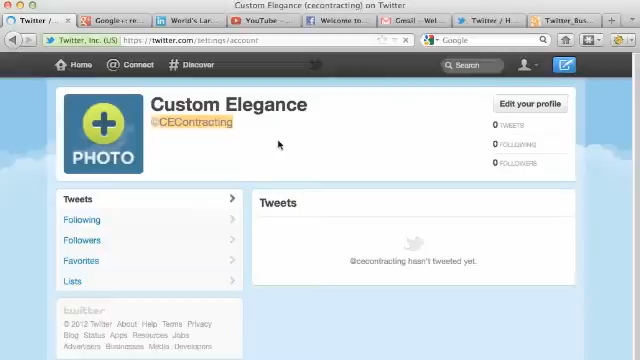 Custom Elegance (cecontracting) on Twitter
Twitter / ...
Google
World's Lar...
YouTube - ...
Welcome to ...
Gmail - Wel...
Twitter / H...
Twitter_Bus...
Twitter, Inc. (US) https://twitter.com/settings/account
Google
Home @ Connect # Discover Search
Custom Elegance
@CEContracting
PHOTO
Edit your profile
0 TWEETS
0 FOLLOWING
0 FOLLOWERS
Tweets
Following
Followers
Favorites
Lists
Tweets
@cecontracting hasn't tweeted yet.
twitter
© 2012 Twitter About Help Terms Privacy
Blog Status Apps Resources Jobs
Advertisers Businesses Media Developers